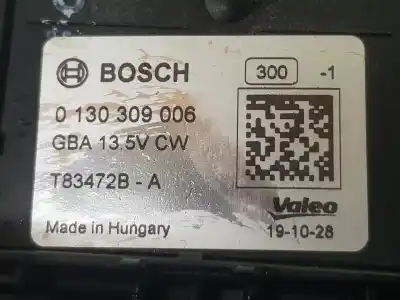 BOSCH
300 -1
0 130 309 006
GBA 13,5V CW
T83472B - A
Valeo
Made in Hungary
19-10-28